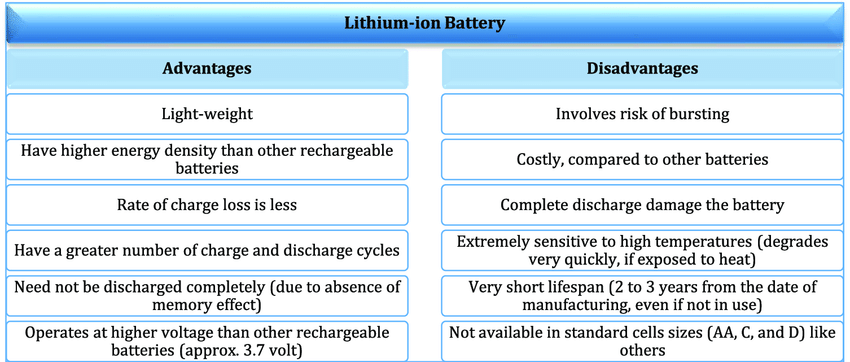 Lithium-ion Battery
Advantages
Disadvantages
Light-weight
Involves risk of bursting
Have higher energy density than other rechargeable
batteries
Costly, compared to other batteries
Rate of charge loss is less
Complete discharge damage the battery
Have a greater number of charge and discharge cycles
Extremely sensitive to high temperatures (degrades
very quickly, if exposed to heat)
Need not be discharged completely (due to absence of
memory effect)
Very short lifespan (2 to 3 years from the date of
manufacturing, even if not in use)
Operates at higher voltage than other rechargeable
batteries (approx. 3.7 volt)
Not available in standard cells sizes (AA, C, and D) like
others